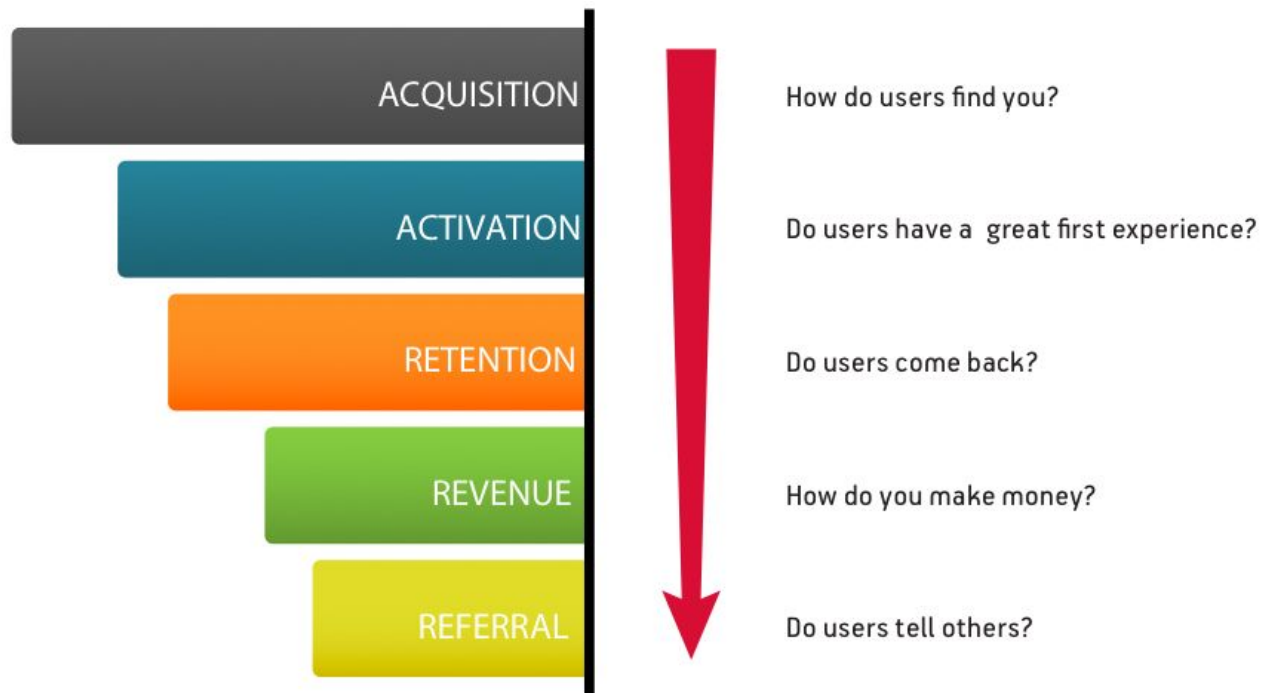 ACQUISITION
How do users find you?
ACTIVATION
Do users have a great first experience?
RETENTION
Do users come back?
REVENUE
How do you make money?
REFERRAL
Do users tell others?